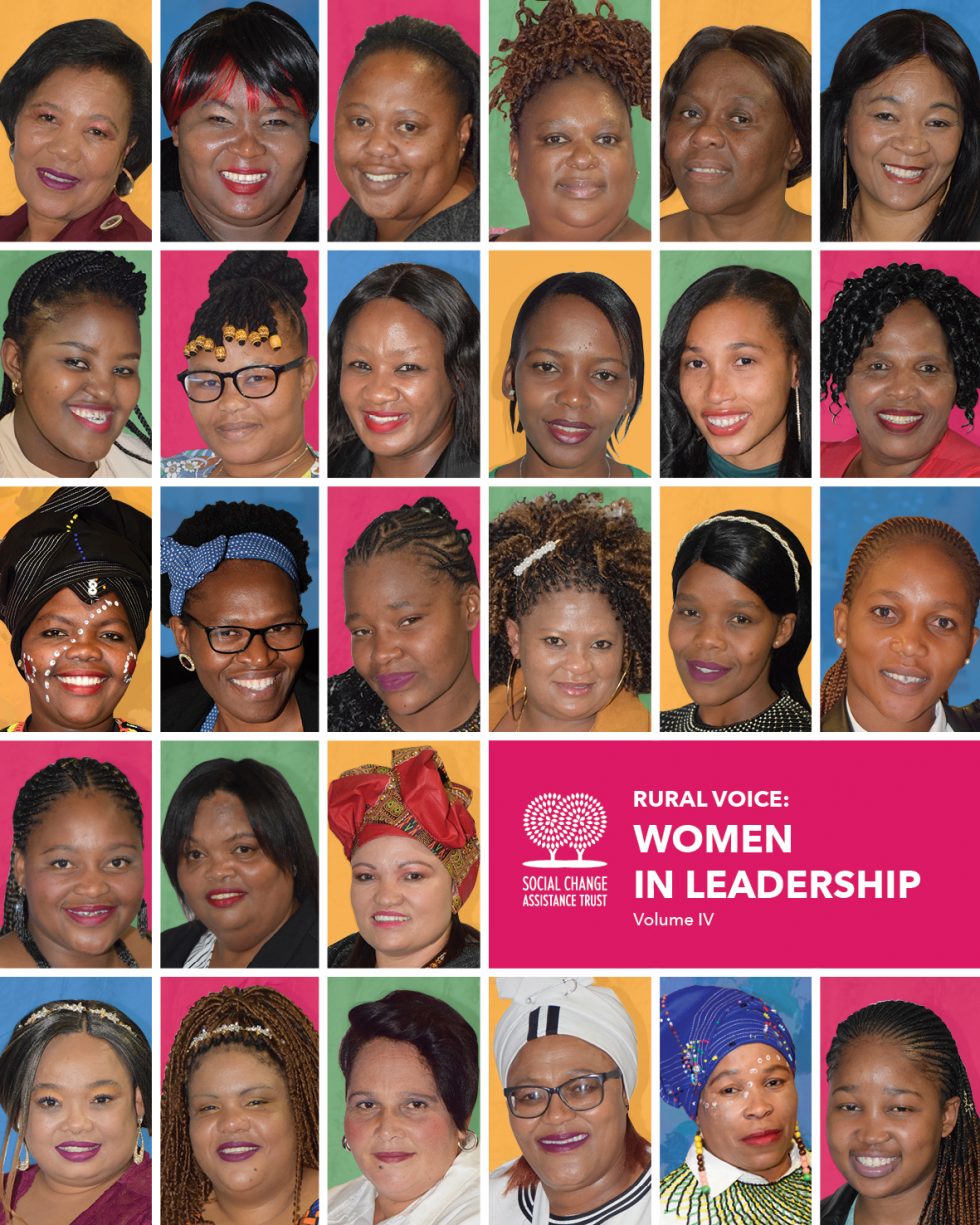 RURAL VOICE:
WOMEN
IN LEADERSHIP
Volume IV
SOCIAL CHANGE
ASSISTANCE TRUST